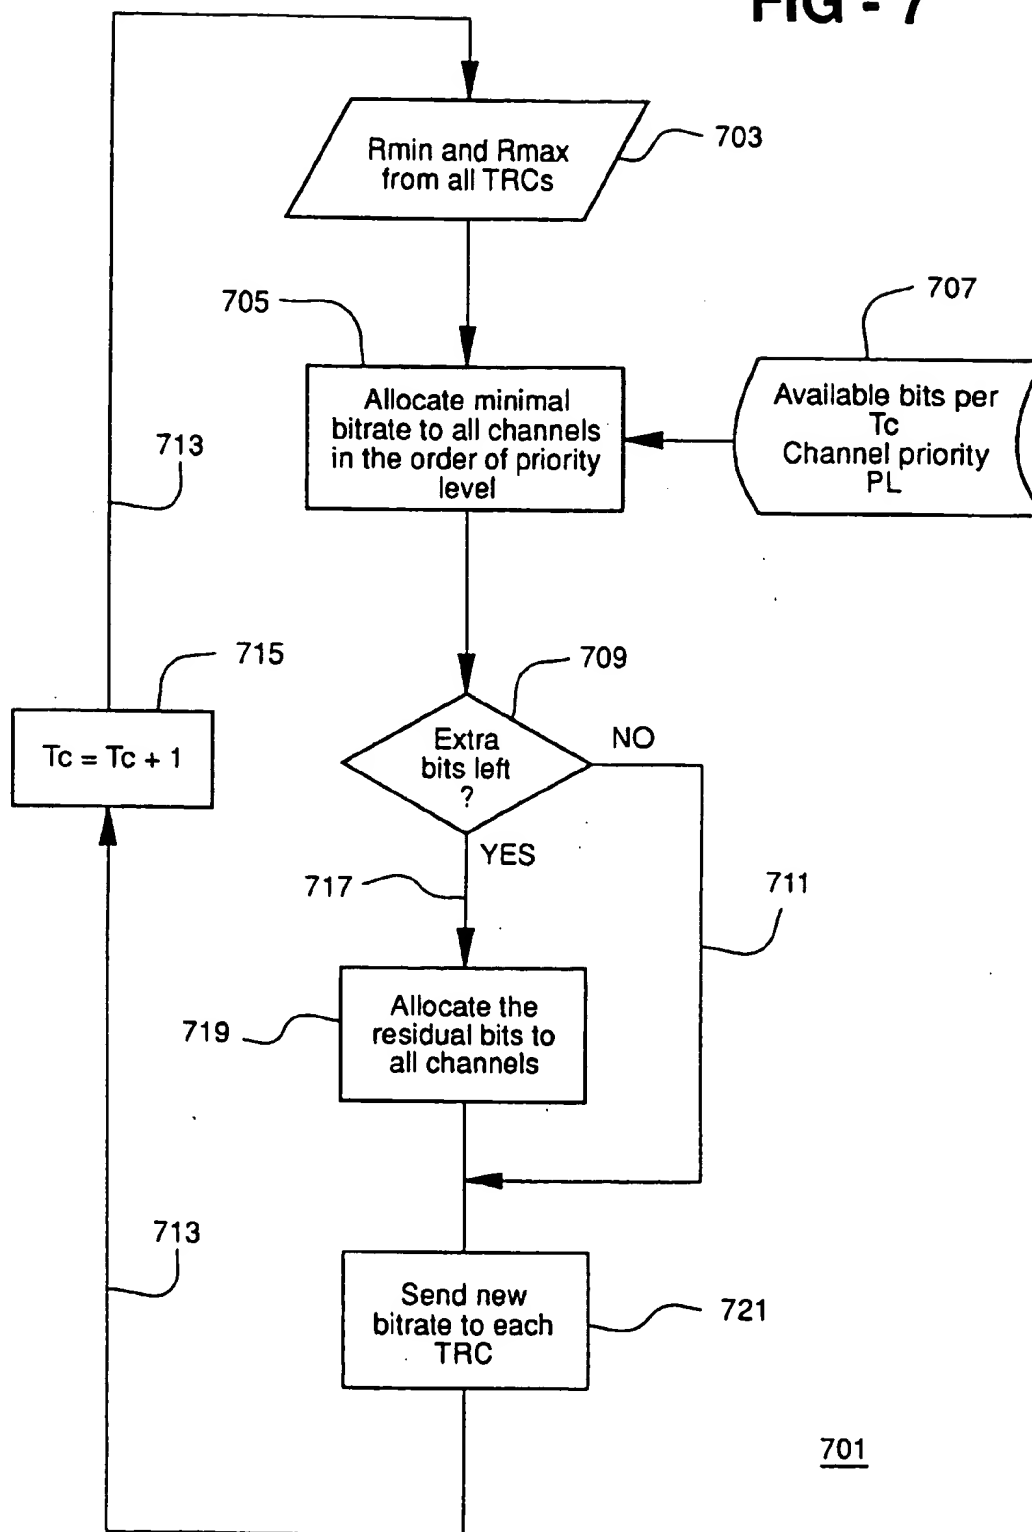 FIG - 7
Rmin and Rmax
from all TRCs
703
705
707
Allocate minimal
bitrate to all channels
in the order of priority
level
Available bits per
Tc
Channel priority
PL
713
715
709
Tc = Tc + 1
Extra
bits left
?
NO
YES
717
711
719
Allocate the
residual bits to
all channels
713
Send new
bitrate to each
TRC
721
701